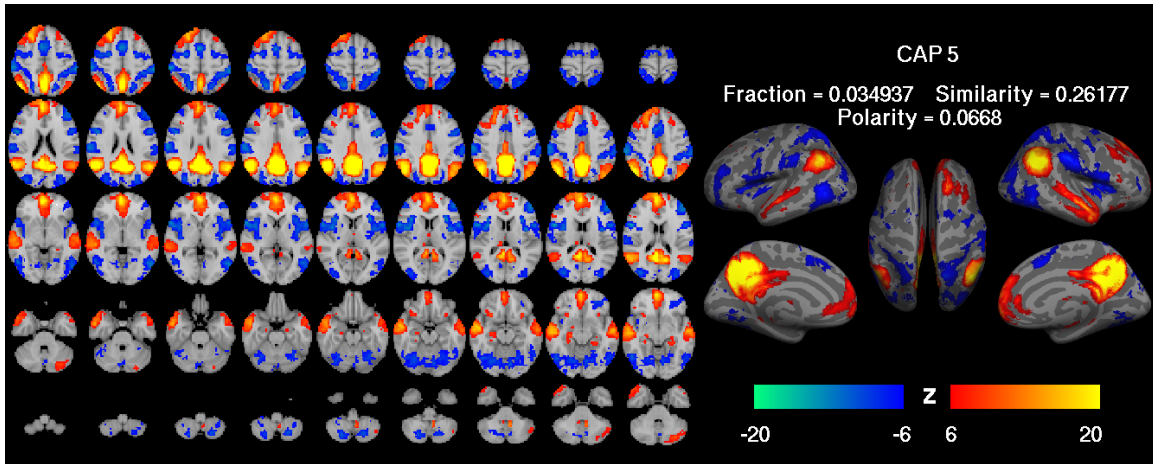 CAP 5
Fraction = 0.034937 Similarity = 0.26177
Polarity = 0.0668
z
-20 -6 6 20